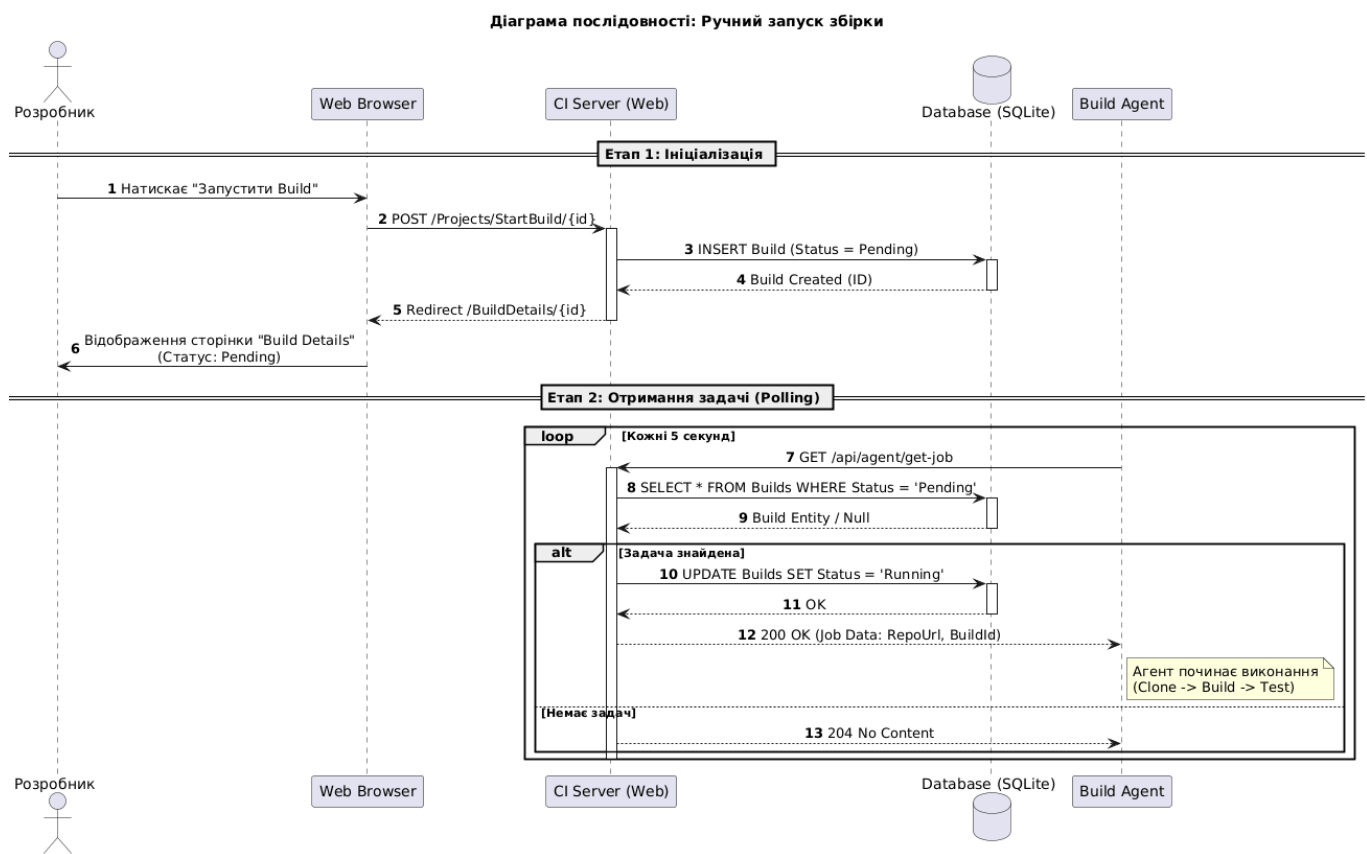 Діаграма послідовності: Ручний запуск збірки
Розробник
Web Browser
CI Server (Web)
Database (SQLite)
Build Agent
Етап 1: Ініціалізація
1 Натискає "Запустити Build"
2 POST /Projects/StartBuild/{id}
3 INSERT Build (Status = Pending)
4 Build Created (ID)
5 Redirect /BuildDetails/{id}
6 Відображення сторінки "Build Details"
(Статус: Pending)
Етап 2: Отримання задачі (Polling)
loop [Кожні 5 секунд]
7 GET /api/agent/get-job
8 SELECT * FROM Builds WHERE Status = 'Pending'
9 Build Entity / Null
alt [Задача знайдена]
10 UPDATE Builds SET Status = 'Running'
11 OK
12 200 OK (Job Data: RepoUrl, BuildId)
Агент починає виконання
(Clone -> Build -> Test)
[Немає задач]
13 204 No Content
Розробник
Web Browser
CI Server (Web)
Database (SQLite)
Build Agent